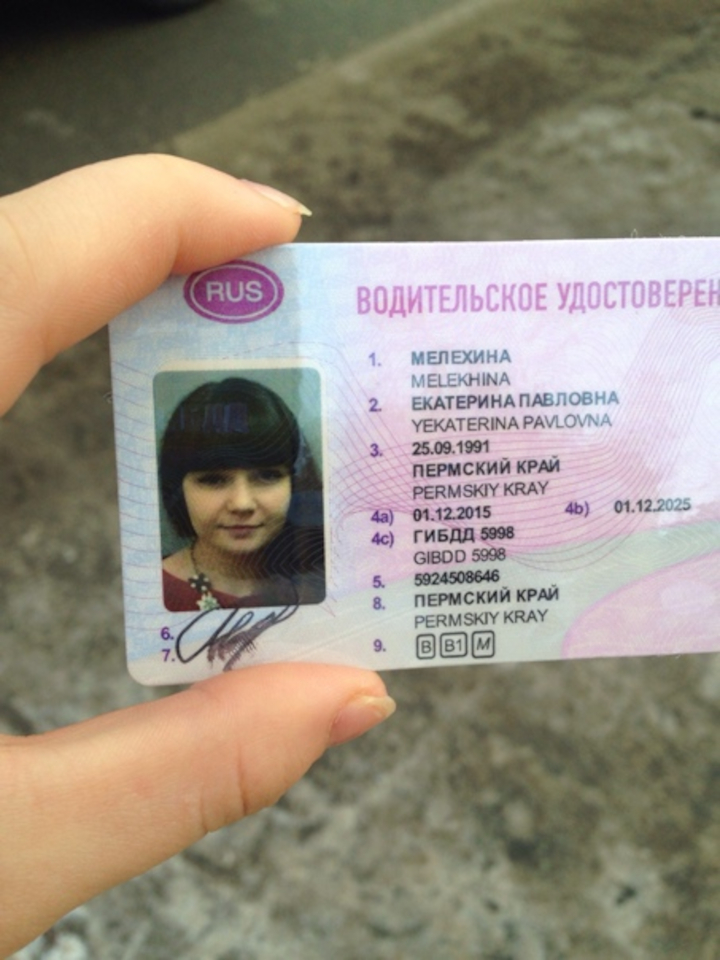 RUS
ВОДИТЕЛЬСКОЕ УДОСТОВЕРЕН
1. МЕЛЕХИНА
MELEKHINA
2. ЕКАТЕРИНА ПАВЛОВНА
YEKATERINA PAVLOVNA
3. 25.09.1991
ПЕРМСКИЙ КРАЙ
PERMSKIY KRAY
4a) 01.12.2015 4b) 01.12.2025
4c) ГИБДД 5998
GIBDD 5998
5. 5924508646
8. ПЕРМСКИЙ КРАЙ
PERMSKIY KRAY
6.
7.
9. B B1 M